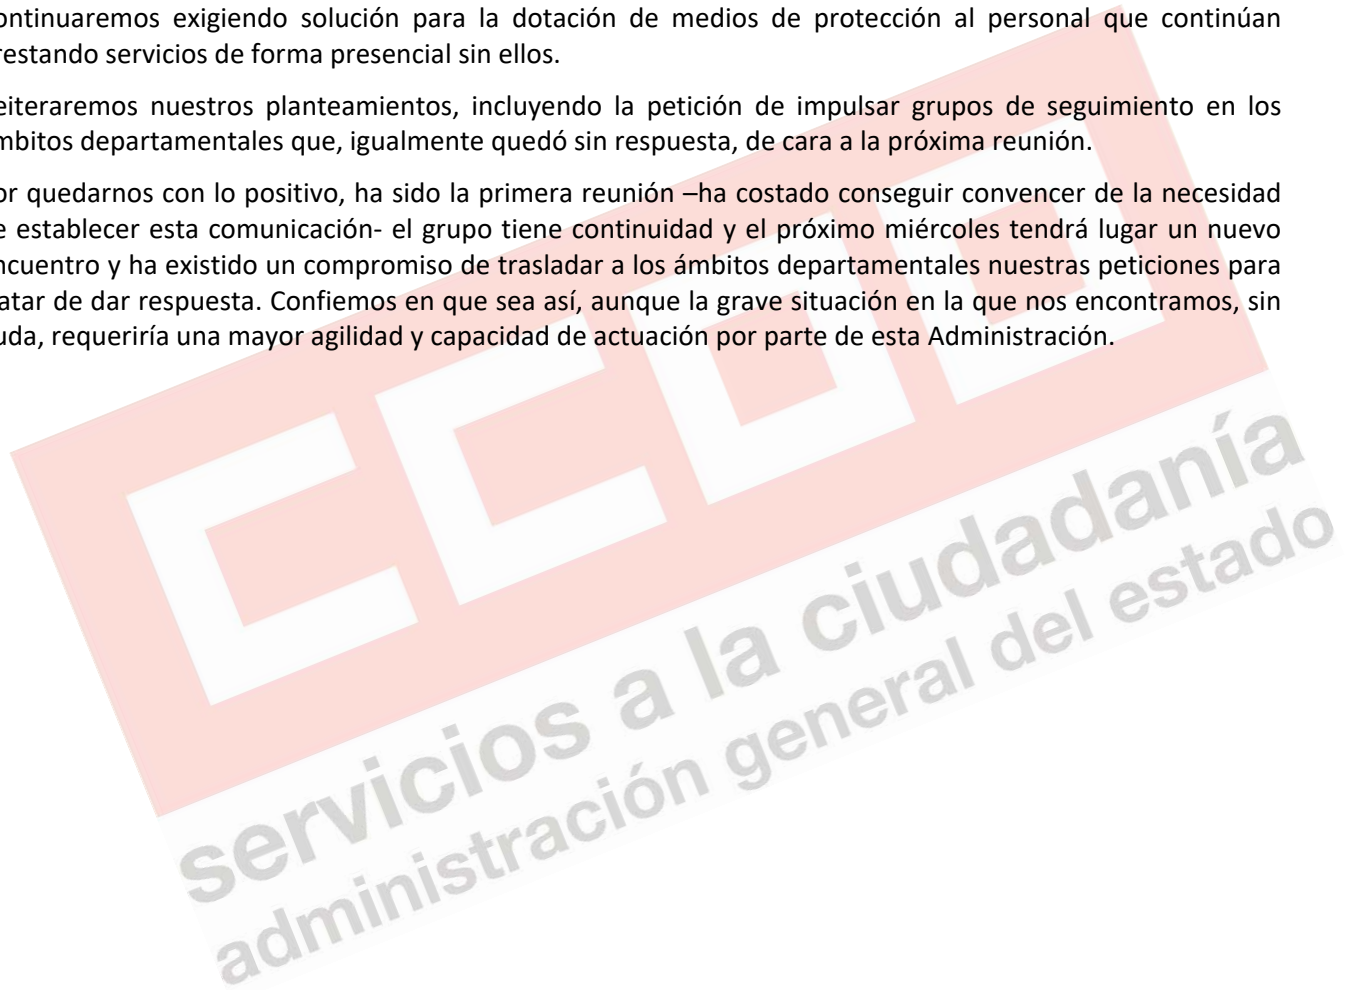 ontinuaremos exigiendo solución para la dotación de medios de protección al personal que continúan
restando servicios de forma presencial sin ellos.
eiteraremos nuestros planteamientos, incluyendo la petición de impulsar grupos de seguimiento en los
mbitos departamentales que, igualmente quedó sin respuesta, de cara a la próxima reunión.
or quedarnos con lo positivo, ha sido la primera reunión –ha costado conseguir convencer de la necesidad
e establecer esta comunicación- el grupo tiene continuidad y el próximo miércoles tendrá lugar un nuevo
ncuentro y ha existido un compromiso de trasladar a los ámbitos departamentales nuestras peticiones para
atar de dar respuesta. Confiemos en que sea así, aunque la grave situación en la que nos encontramos, sin
uda, requeriría una mayor agilidad y capacidad de actuación por parte de esta Administración.
CCOO
servicios a la ciudadanía
administración general del estado